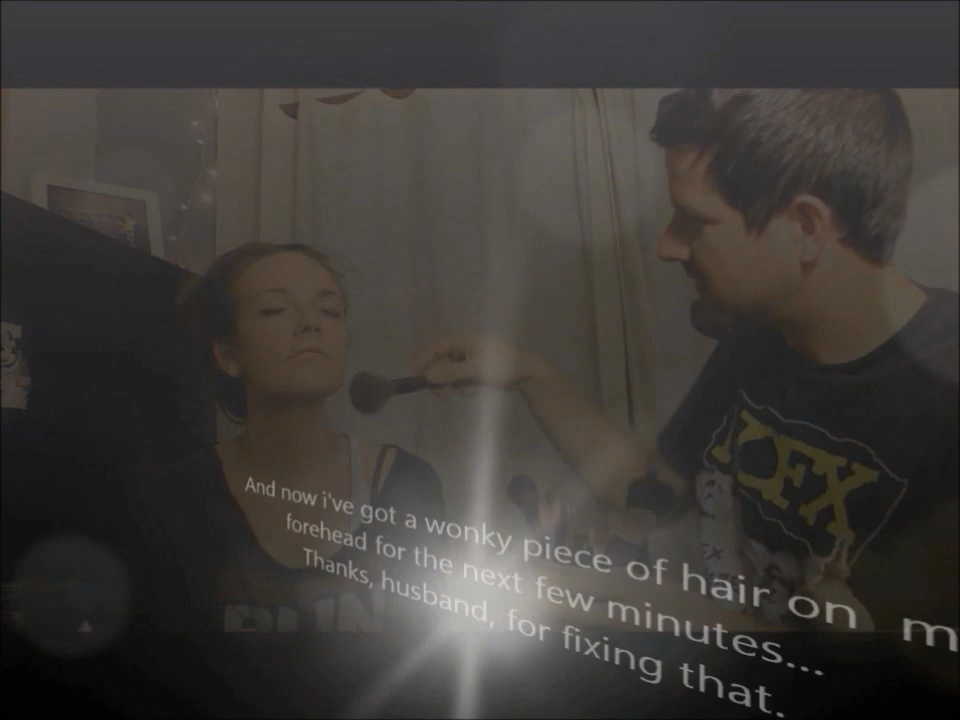 And now i've got a wonky piece of hair on m
forehead for the next few minutes...
Thanks, husband, for fixing that.